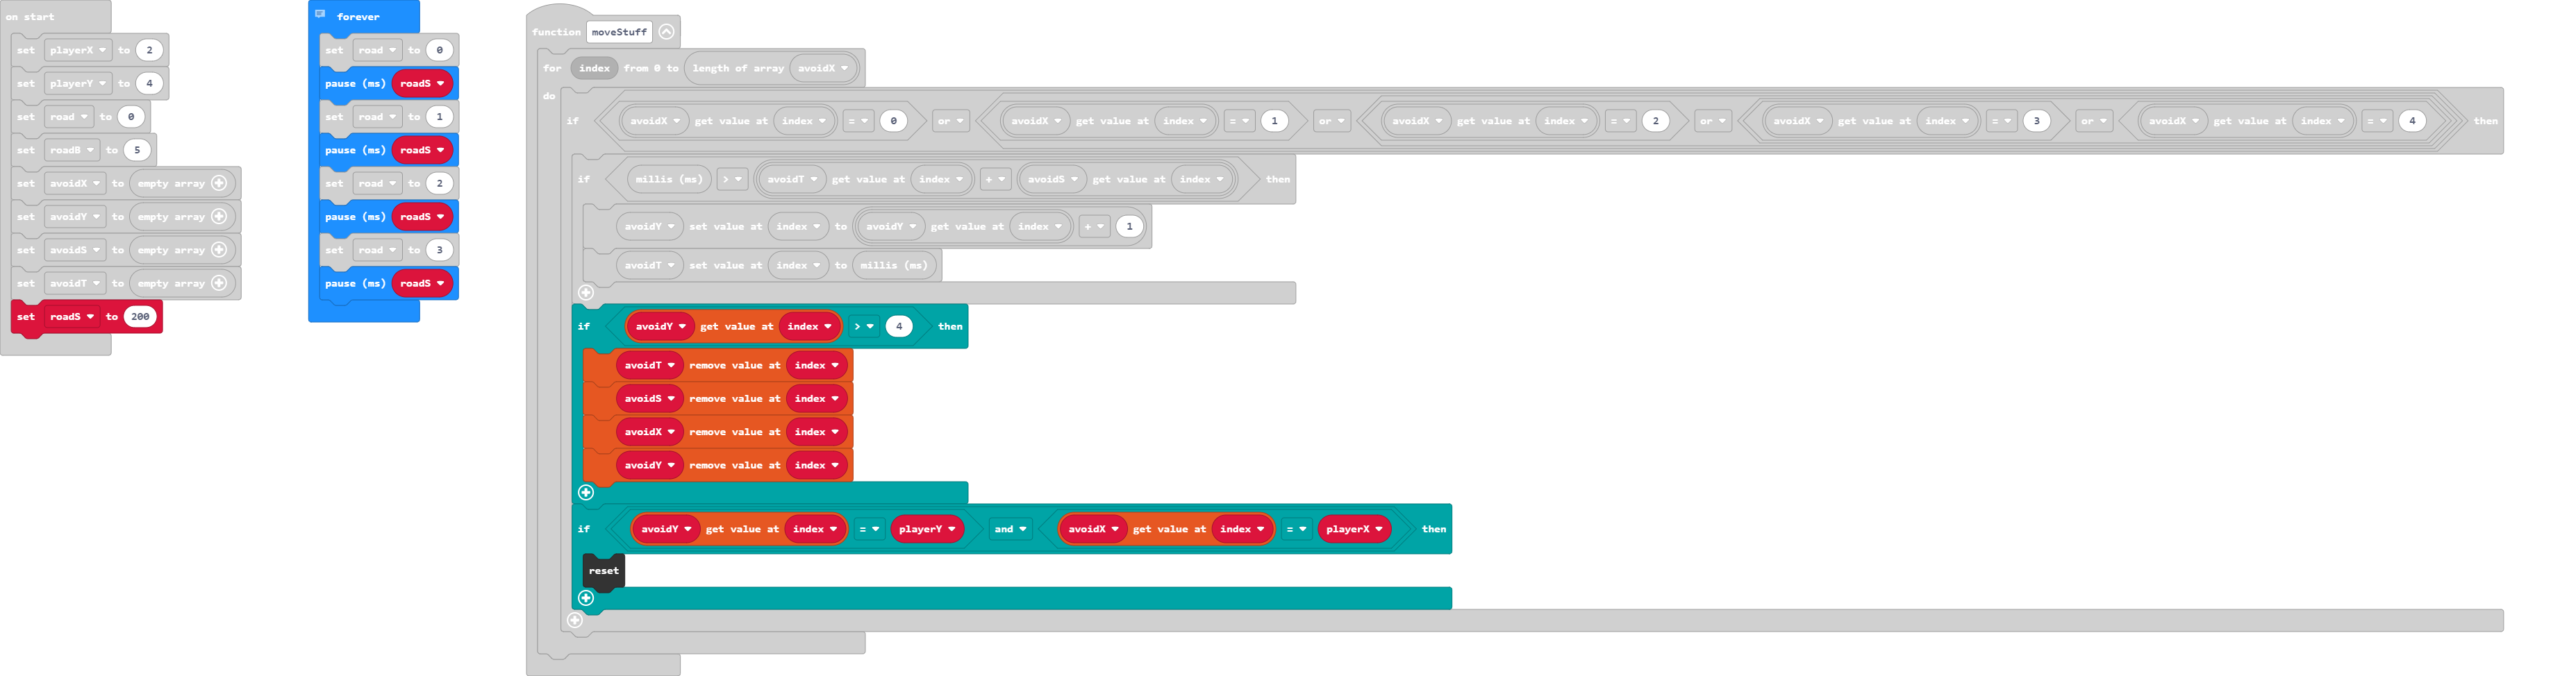 on start
set playerX to 2
set playerY to 4
set road to 0
set roadB to 5
set avoidX to empty array
set avoidY to empty array
set avoidS to empty array
set avoidT to empty array
set roadS to 200
forever
set road to 0
pause (ms) roadS
set road to 1
pause (ms) roadS
set road to 2
pause (ms) roadS
set road to 3
pause (ms) roadS
function moveStuff
for index from 0 to length of array avoidX
do
if avoidX get value at index = 0 or avoidX get value at index = 1 or avoidX get value at index = 2 or avoidX get value at index = 3 or avoidX get value at index = 4 then
if millis (ms) > avoidT get value at index + avoidS get value at index then
avoidY set value at index to avoidY get value at index + 1
avoidT set value at index to millis (ms)
if avoidY get value at index > 4 then
avoidT remove value at index
avoidS remove value at index
avoidX remove value at index
avoidY remove value at index
if avoidY get value at index = playerY and avoidX get value at index = playerX then
reset